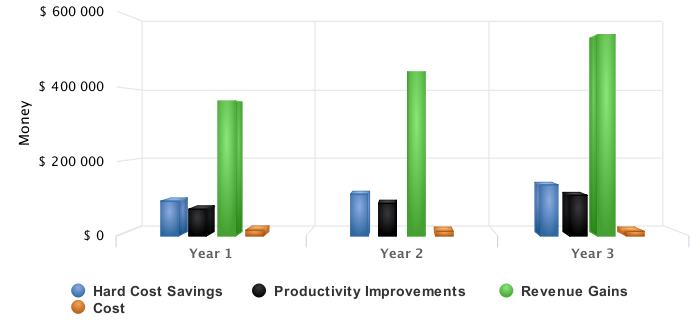 $ 600 000
$ 400 000
$ 200 000
$ 0
Money
Year 1
Year 2
Year 3
Hard Cost Savings
Productivity Improvements
Revenue Gains
Cost